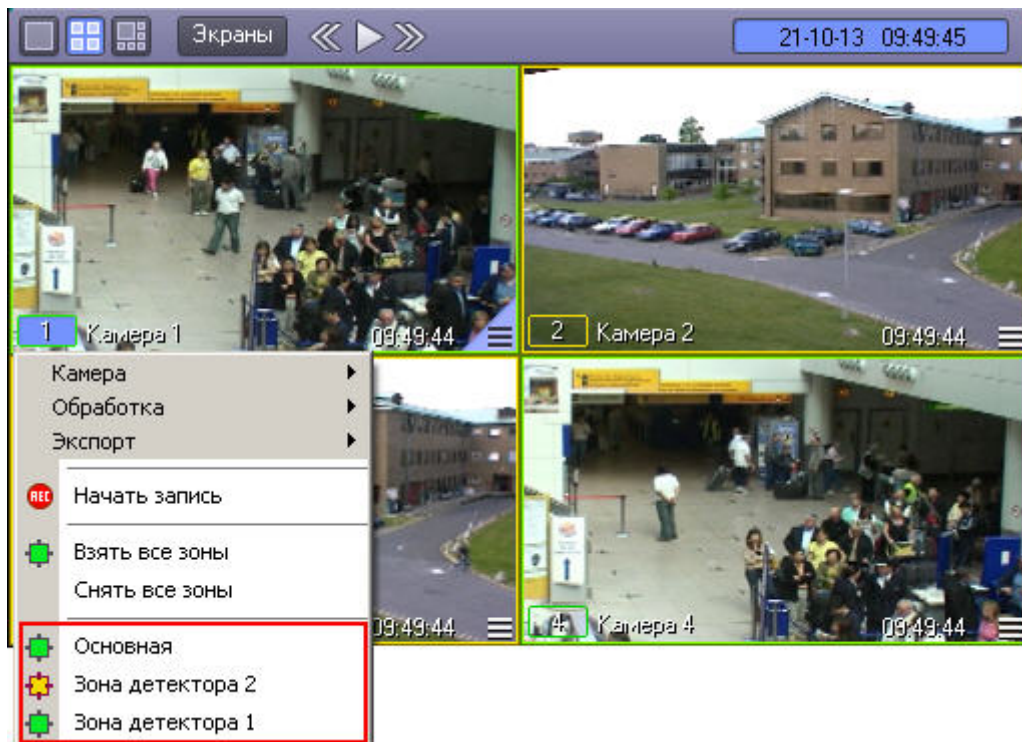 Экраны
21-10-13 09:49:45
1 Камера 1 09:49:44
2 Камера 2 09:49:44
Камера
Обработка
Экспорт
REC Начать запись
Взять все зоны
Снять все зоны
Основная
Зона детектора 2
Зона детектора 1
09:49:44
4 Камера 4 09:49:44